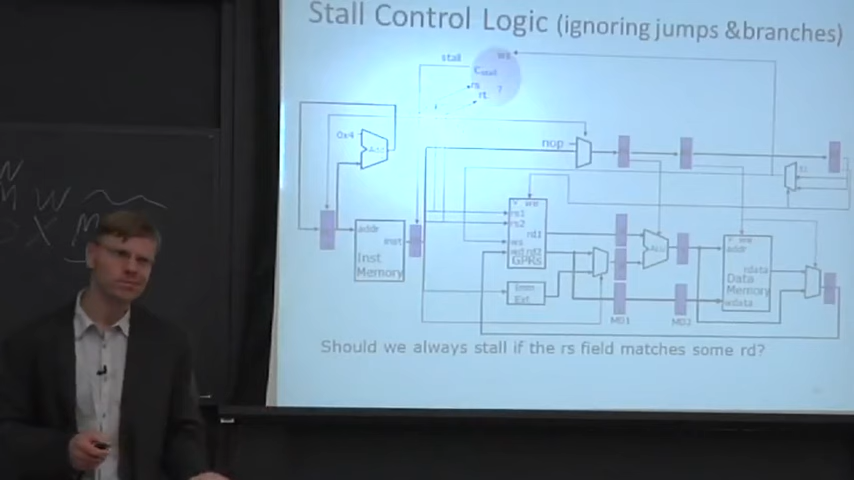 Stall Control Logic (ignoring jumps &branches)
stall
ws
Cstall
rs
rt
?
0x4
Add
nop
addr
inst
Inst
Memory
we
rs1
rs2
rd1
ws
wd rd2
GPRs
Imm
Ext
ALU
MD1
MD2
we
addr
rdata
Data
Memory
wdata
Should we always stall if the rs field matches some rd?
W
M W
X M